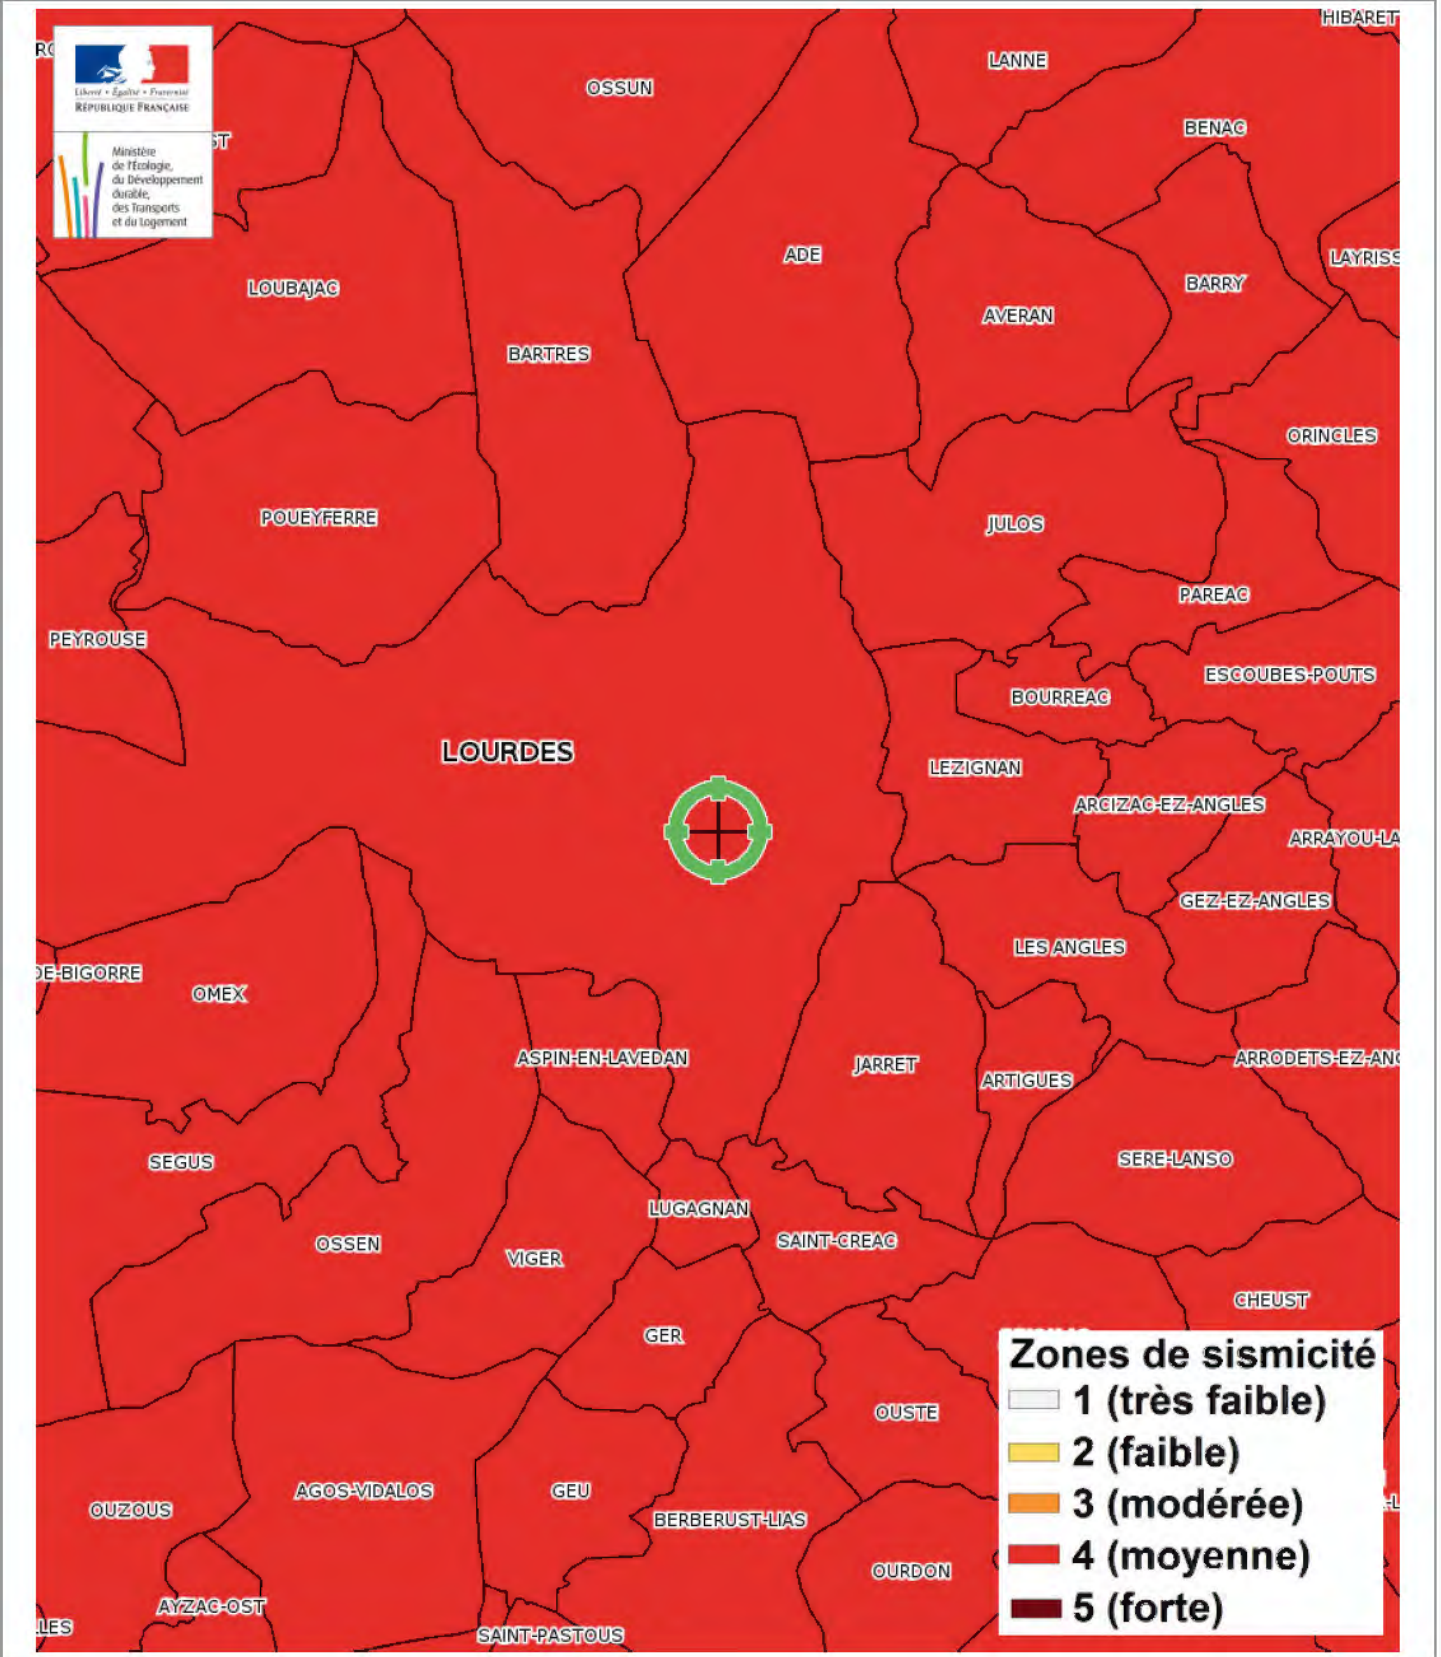 HIBARET
LANNE
OSSUN
Liberté • Égalité • Fraternité
RÉPUBLIQUE FRANÇAISE
BENAC
ST
Ministère
de l'Écologie,
du Développement
durable,
des Transports
et du Logement
ADE
LAYRISS
LOUBAJAC
BARRY
AVERAN
BARTRES
ORINCLES
POUEYFERRE
JULOS
PAREAC
PEYROUSE
ESCOUBES-POUTS
BOURREAC
LOURDES
LEZIGNAN
ARCIZAC-EZ-ANGLES
ARRAYOU-LA
GEZ-EZ-ANGLES
LES ANGLES
DE-BIGORRE
OMEX
ASPIN-EN-LAVEDAN
JARRET
ARRODETS-EZ-ANG
ARTIGUES
SEGUS
SERE-LANSO
LUGAGNAN
OSSEN
SAINT-CREAC
VIGER
CHEUST
GER
Zones de sismicité
1 (très faible)
2 (faible)
3 (modérée)
4 (moyenne)
5 (forte)
OUSTE
AGOS-VIDALOS
GEU
OUZOUS
BERBERUST-LIAS
OURDON
AYZAC-OST
LLES
SAINT-PASTOUS